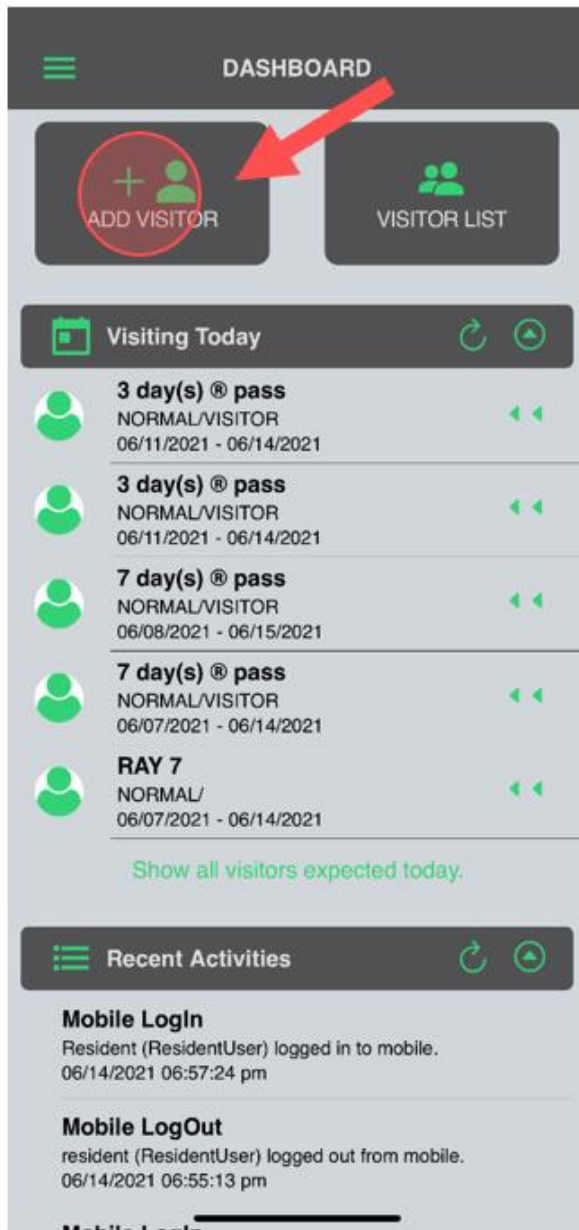 DASHBOARD
ADD VISITOR
VISITOR LIST
Visiting Today
3 day(s) ® pass
NORMAL/VISITOR
06/11/2021 - 06/14/2021
3 day(s) ® pass
NORMAL/VISITOR
06/11/2021 - 06/14/2021
7 day(s) ® pass
NORMAL/VISITOR
06/08/2021 - 06/15/2021
7 day(s) ® pass
NORMAL/VISITOR
06/07/2021 - 06/14/2021
RAY 7
NORMAL/
06/07/2021 - 06/14/2021
Show all visitors expected today.
Recent Activities
Mobile LogIn
Resident (ResidentUser) logged in to mobile.
06/14/2021 06:57:24 pm
Mobile LogOut
resident (ResidentUser) logged out from mobile.
06/14/2021 06:55:13 pm
Mobile LogIn